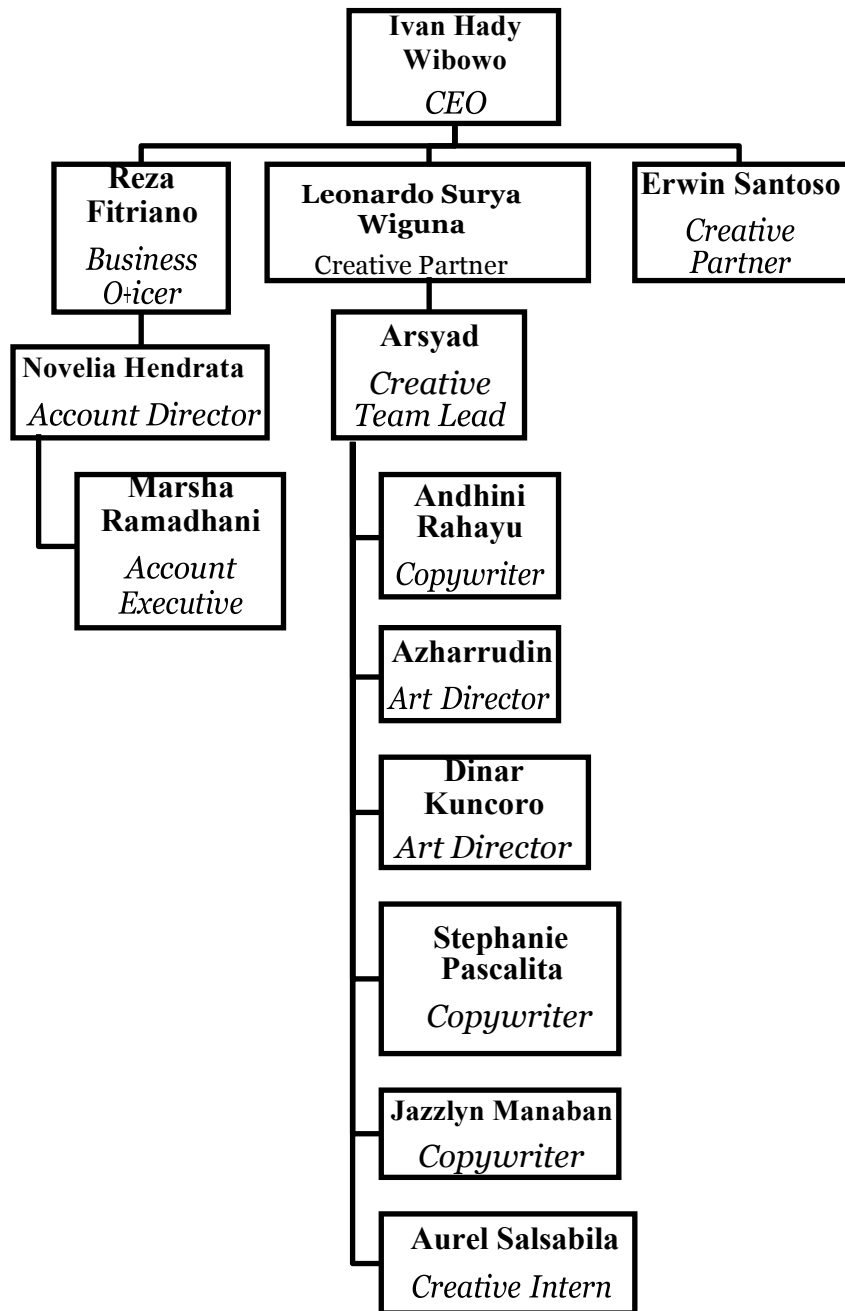 Ivan Hady
Wibowo
CEO
Reza
Fitriano
Business
O ɟicer
Leonardo Surya
Wiguna
Creative Partner
Erwin Santoso
Creative
Partner
Novelia Hendrata
Account Director
Marsha
Ramadhani
Account
Executive
Arsyad
Creative
Team Lead
Andhini
Rahayu
Copywriter
Azharrudin
Art Director
Dinar
Kuncoro
Art Director
Stephanie
Pascalita
Copywriter
Jazzlyn Manaban
Copywriter
Aurel Salsabila
Creative Intern